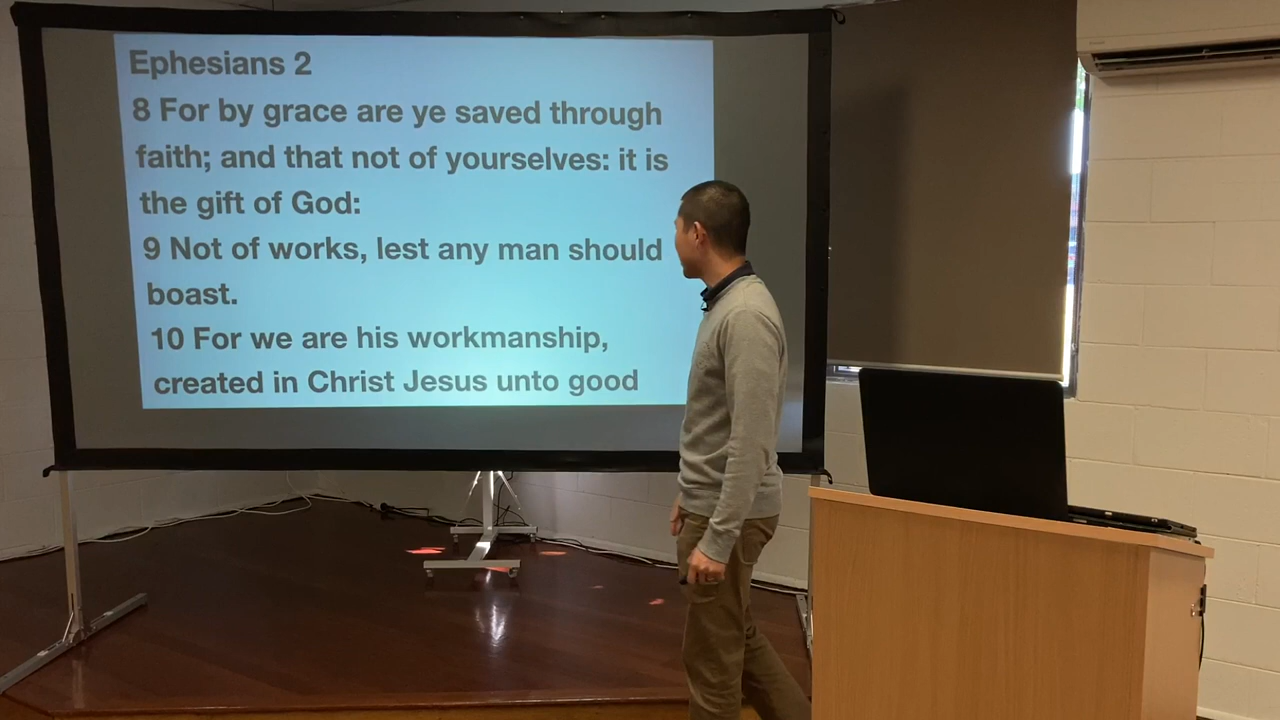 Ephesians 2
8 For by grace are ye saved through
faith; and that not of yourselves: it is
the gift of God:
9 Not of works, lest any man should
boast.
10 For we are his workmanship,
created in Christ Jesus unto good